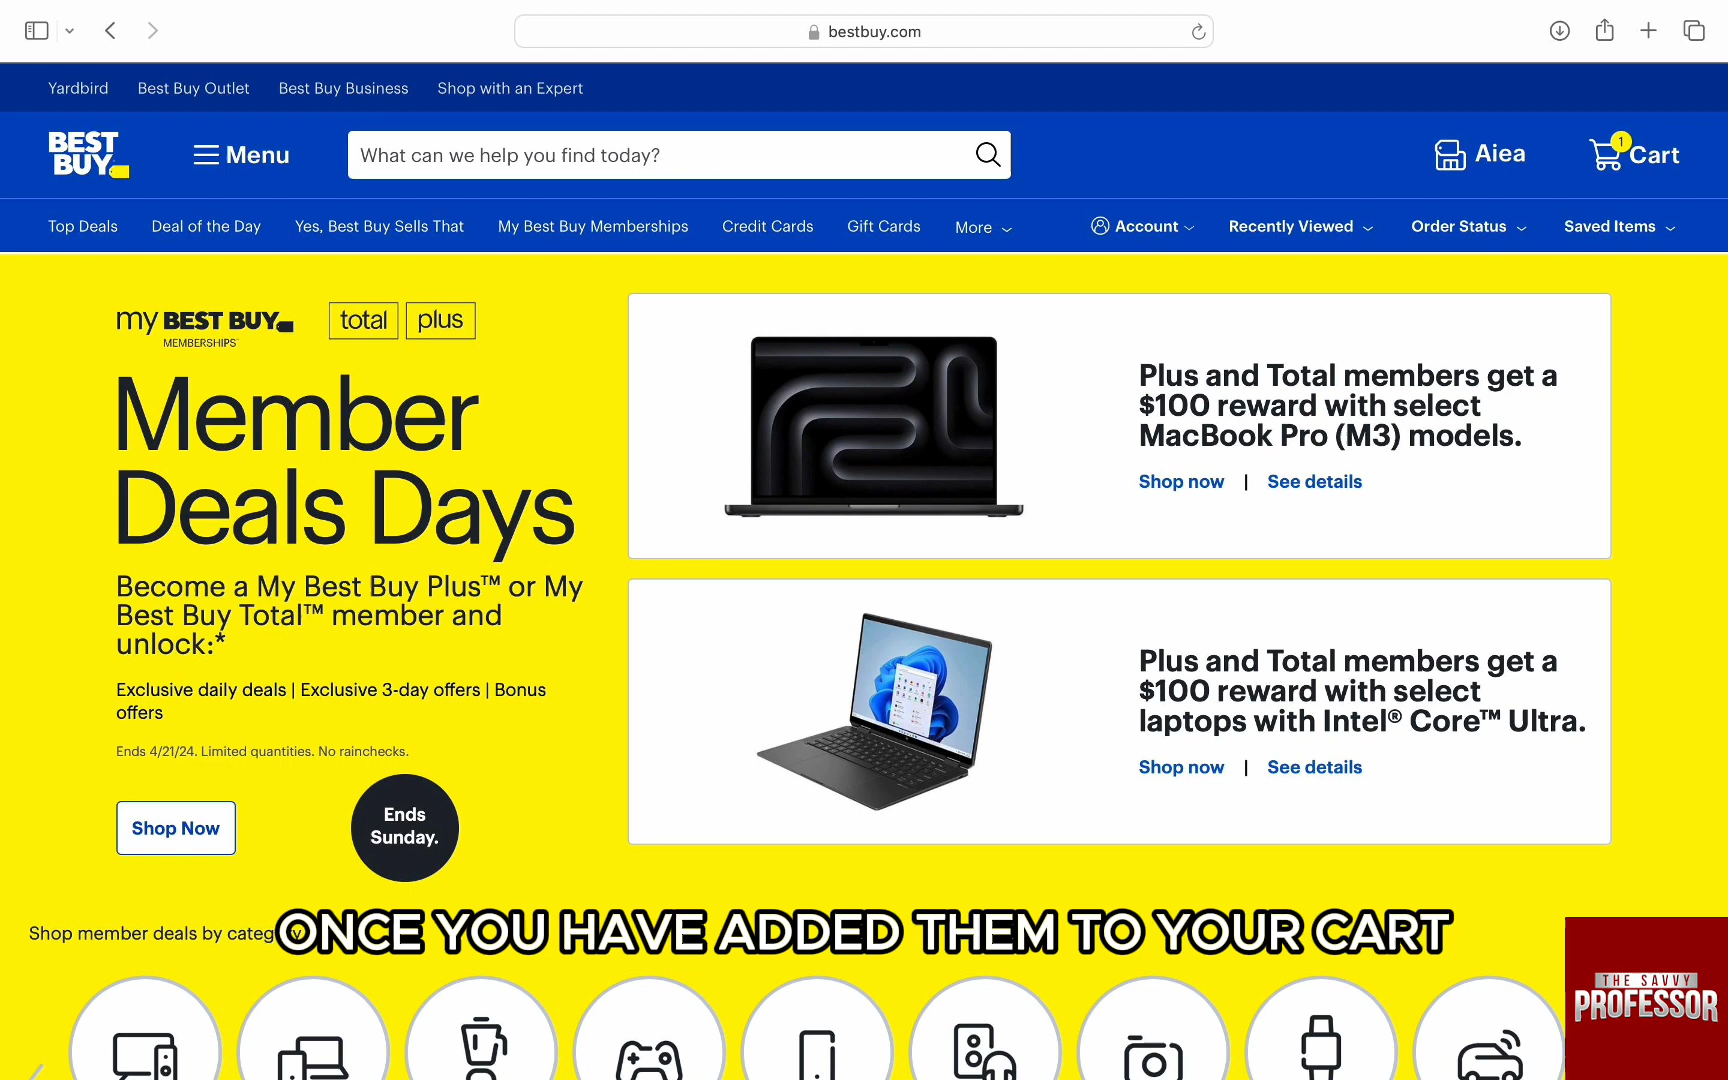 bestbuy.com
Yardbird Best Buy Outlet Best Buy Business Shop with an Expert
BEST BUY
Menu
What can we help you find today?
Aiea
1
Cart
Top Deals Deal of the Day Yes, Best Buy Sells That My Best Buy Memberships Credit Cards Gift Cards More Account Recently Viewed Order Status Saved Items
my BEST BUY
MEMBERSHIPS™
total plus
Member
Deals Days
Become a My Best Buy Plus™ or My
Best Buy Total™ member and
unlock:*
Exclusive daily deals | Exclusive 3-day offers | Bonus
offers
Ends 4/21/24. Limited quantities. No rainchecks.
Shop Now
Ends
Sunday.
Plus and Total members get a
$100 reward with select
MacBook Pro (M3) models.
Shop now | See details
Plus and Total members get a
$100 reward with select
laptops with Intel® Core™ Ultra.
Shop now | See details
Shop member deals by category
ONCE YOU HAVE ADDED THEM TO YOUR CART
THE SAVVY
PROFESSOR